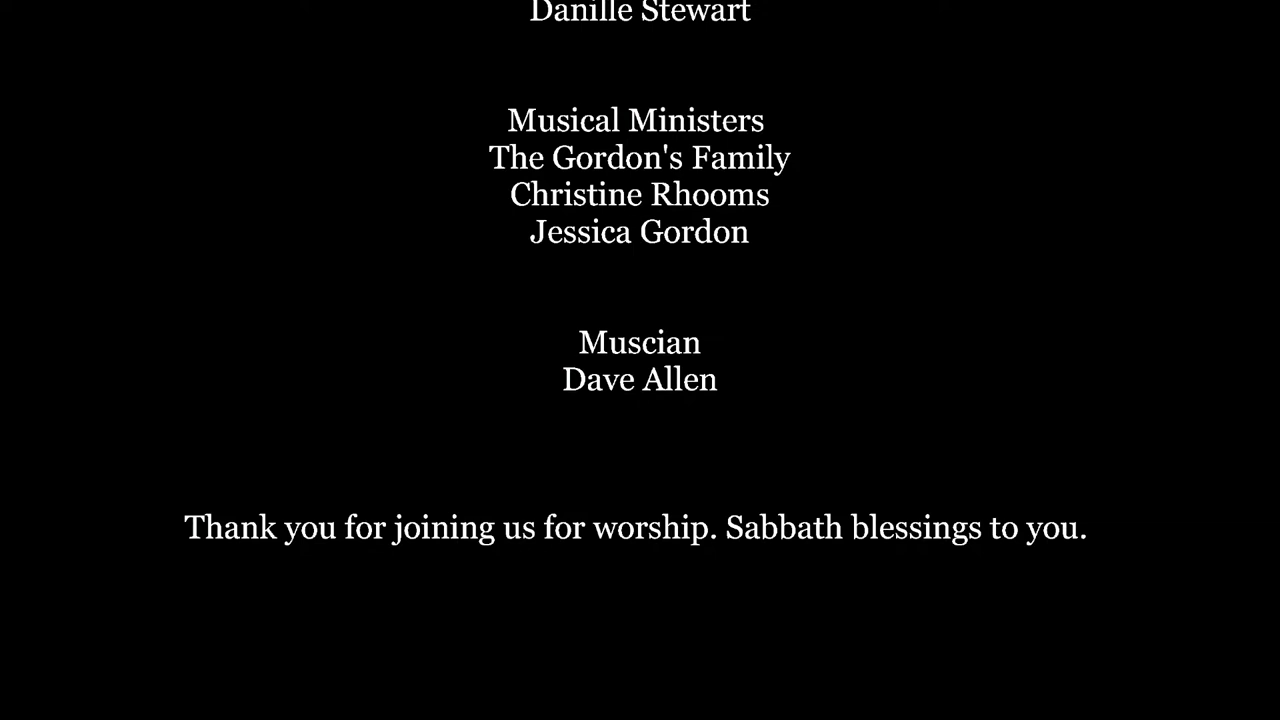 Danille Stewart
Musical Ministers
The Gordon's Family
Christine Rhooms
Jessica Gordon
Muscian
Dave Allen
Thank you for joining us for worship. Sabbath blessings to you.